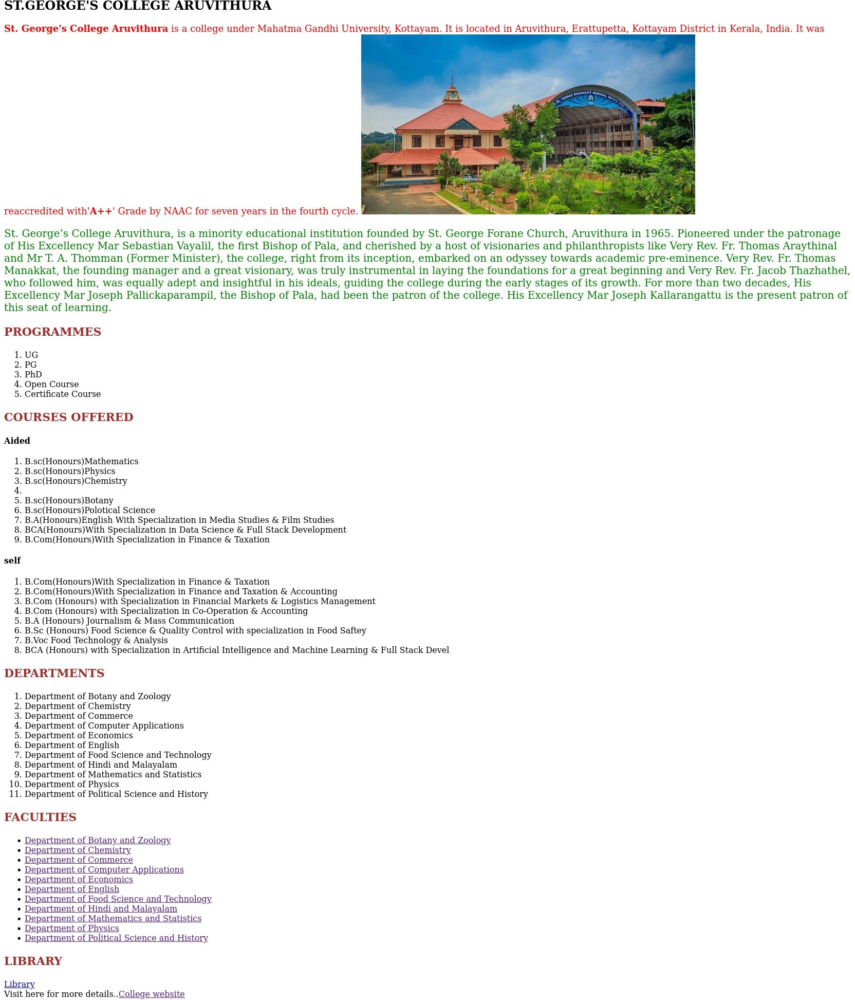 ST.GEORGE'S COLLEGE ARUVITHURA
St. George's College Aruvithura is a college under Mahatma Gandhi University, Kottayam. It is located in Aruvithura, Erattupetta, Kottayam District in Kerala, India. It was
THOMAS MANAKKATT MEMORIAL
reaccredited with'A++' Grade by NAAC for seven years in the fourth cycle.
St. George’s College Aruvithura, is a minority educational institution founded by St. George Forane Church, Aruvithura in 1965. Pioneered under the patronage
of His Excellency Mar Sebastian Vayalil, the first Bishop of Pala, and cherished by a host of visionaries and philanthropists like Very Rev. Fr. Thomas Araythinal
and Mr T. A. Thomman (Former Minister), the college, right from its inception, embarked on an odyssey towards academic pre-eminence. Very Rev. Fr. Thomas
Manakkat, the founding manager and a great visionary, was truly instrumental in laying the foundations for a great beginning and Very Rev. Fr. Jacob Thazhathel,
who followed him, was equally adept and insightful in his ideals, guiding the college during the early stages of its growth. For more than two decades, His
Excellency Mar Joseph Pallickaparampil, the Bishop of Pala, had been the patron of the college. His Excellency Mar Joseph Kallarangattu is the present patron of
this seat of learning.
PROGRAMMES
1. UG
2. PG
3. PhD
4. Open Course
5. Certificate Course
COURSES OFFERED
Aided
1. B.sc(Honours)Mathematics
2. B.sc(Honours)Physics
3. B.sc(Honours)Chemistry
4.
5. B.sc(Honours)Botany
6. B.sc(Honours)Polotical Science
7. B.A(Honours)English With Specialization in Media Studies & Film Studies
8. BCA(Honours)With Specialization in Data Science & Full Stack Development
9. B.Com(Honours)With Specialization in Finance & Taxation
self
1. B.Com(Honours)With Specialization in Finance & Taxation
2. B.Com(Honours)With Specialization in Finance and Taxation & Accounting
3. B.Com (Honours) with Specialization in Financial Markets & Logistics Management
4. B.Com (Honours) with Specialization in Co-Operation & Accounting
5. B.A (Honours) Journalism & Mass Communication
6. B.Sc (Honours) Food Science & Quality Control with specialization in Food Saftey
7. B.Voc Food Technology & Analysis
8. BCA (Honours) with Specialization in Artificial Intelligence and Machine Learning & Full Stack Devel
DEPARTMENTS
1. Department of Botany and Zoology
2. Department of Chemistry
3. Department of Commerce
4. Department of Computer Applications
5. Department of Economics
6. Department of English
7. Department of Food Science and Technology
8. Department of Hindi and Malayalam
9. Department of Mathematics and Statistics
10. Department of Physics
11. Department of Political Science and History
FACULTIES
• Department of Botany and Zoology
• Department of Chemistry
• Department of Commerce
• Department of Computer Applications
• Department of Economics
• Department of English
• Department of Food Science and Technology
• Department of Hindi and Malayalam
• Department of Mathematics and Statistics
• Department of Physics
• Department of Political Science and History
LIBRARY
Library
Visit here for more details..College website